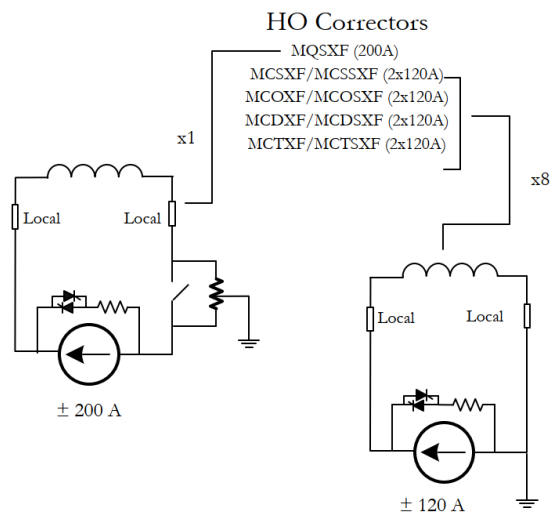 HO Correctors
MQSXF (200A)
MCSXF/MCSSXF (2x120A)
MCOXF/MCOSXF (2x120A)
MCDXF/MCDSXF (2x120A)
MCTXF/MCTSXF (2x120A)
x1
x8
Local
Local
± 200 A
Local
Local
± 120 A